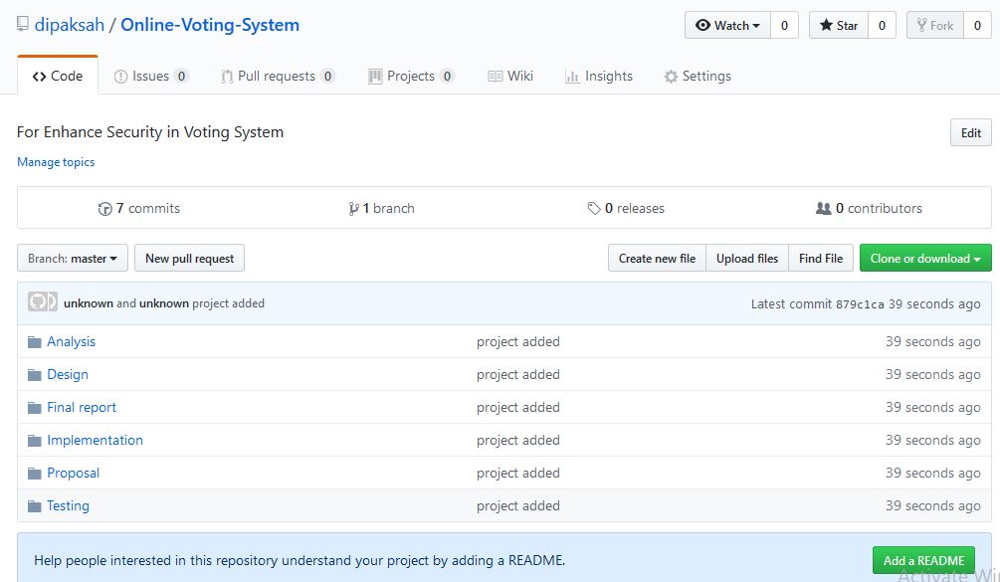 dipaksah / Online-Voting-System Watch 0 Star 0 Fork 0
Code Issues 0 Pull requests 0 Projects 0 Wiki Insights Settings
For Enhance Security in Voting System Edit
Manage topics
7 commits 1 branch 0 releases 0 contributors
Branch: master New pull request Create new file Upload files Find File Clone or download
unknown and unknown project added Latest commit 879c1ca 39 seconds ago
Analysis project added 39 seconds ago
Design project added 39 seconds ago
Final report project added 39 seconds ago
Implementation project added 39 seconds ago
Proposal project added 39 seconds ago
Testing project added 39 seconds ago
Help people interested in this repository understand your project by adding a README. Add a README
Activate Wi